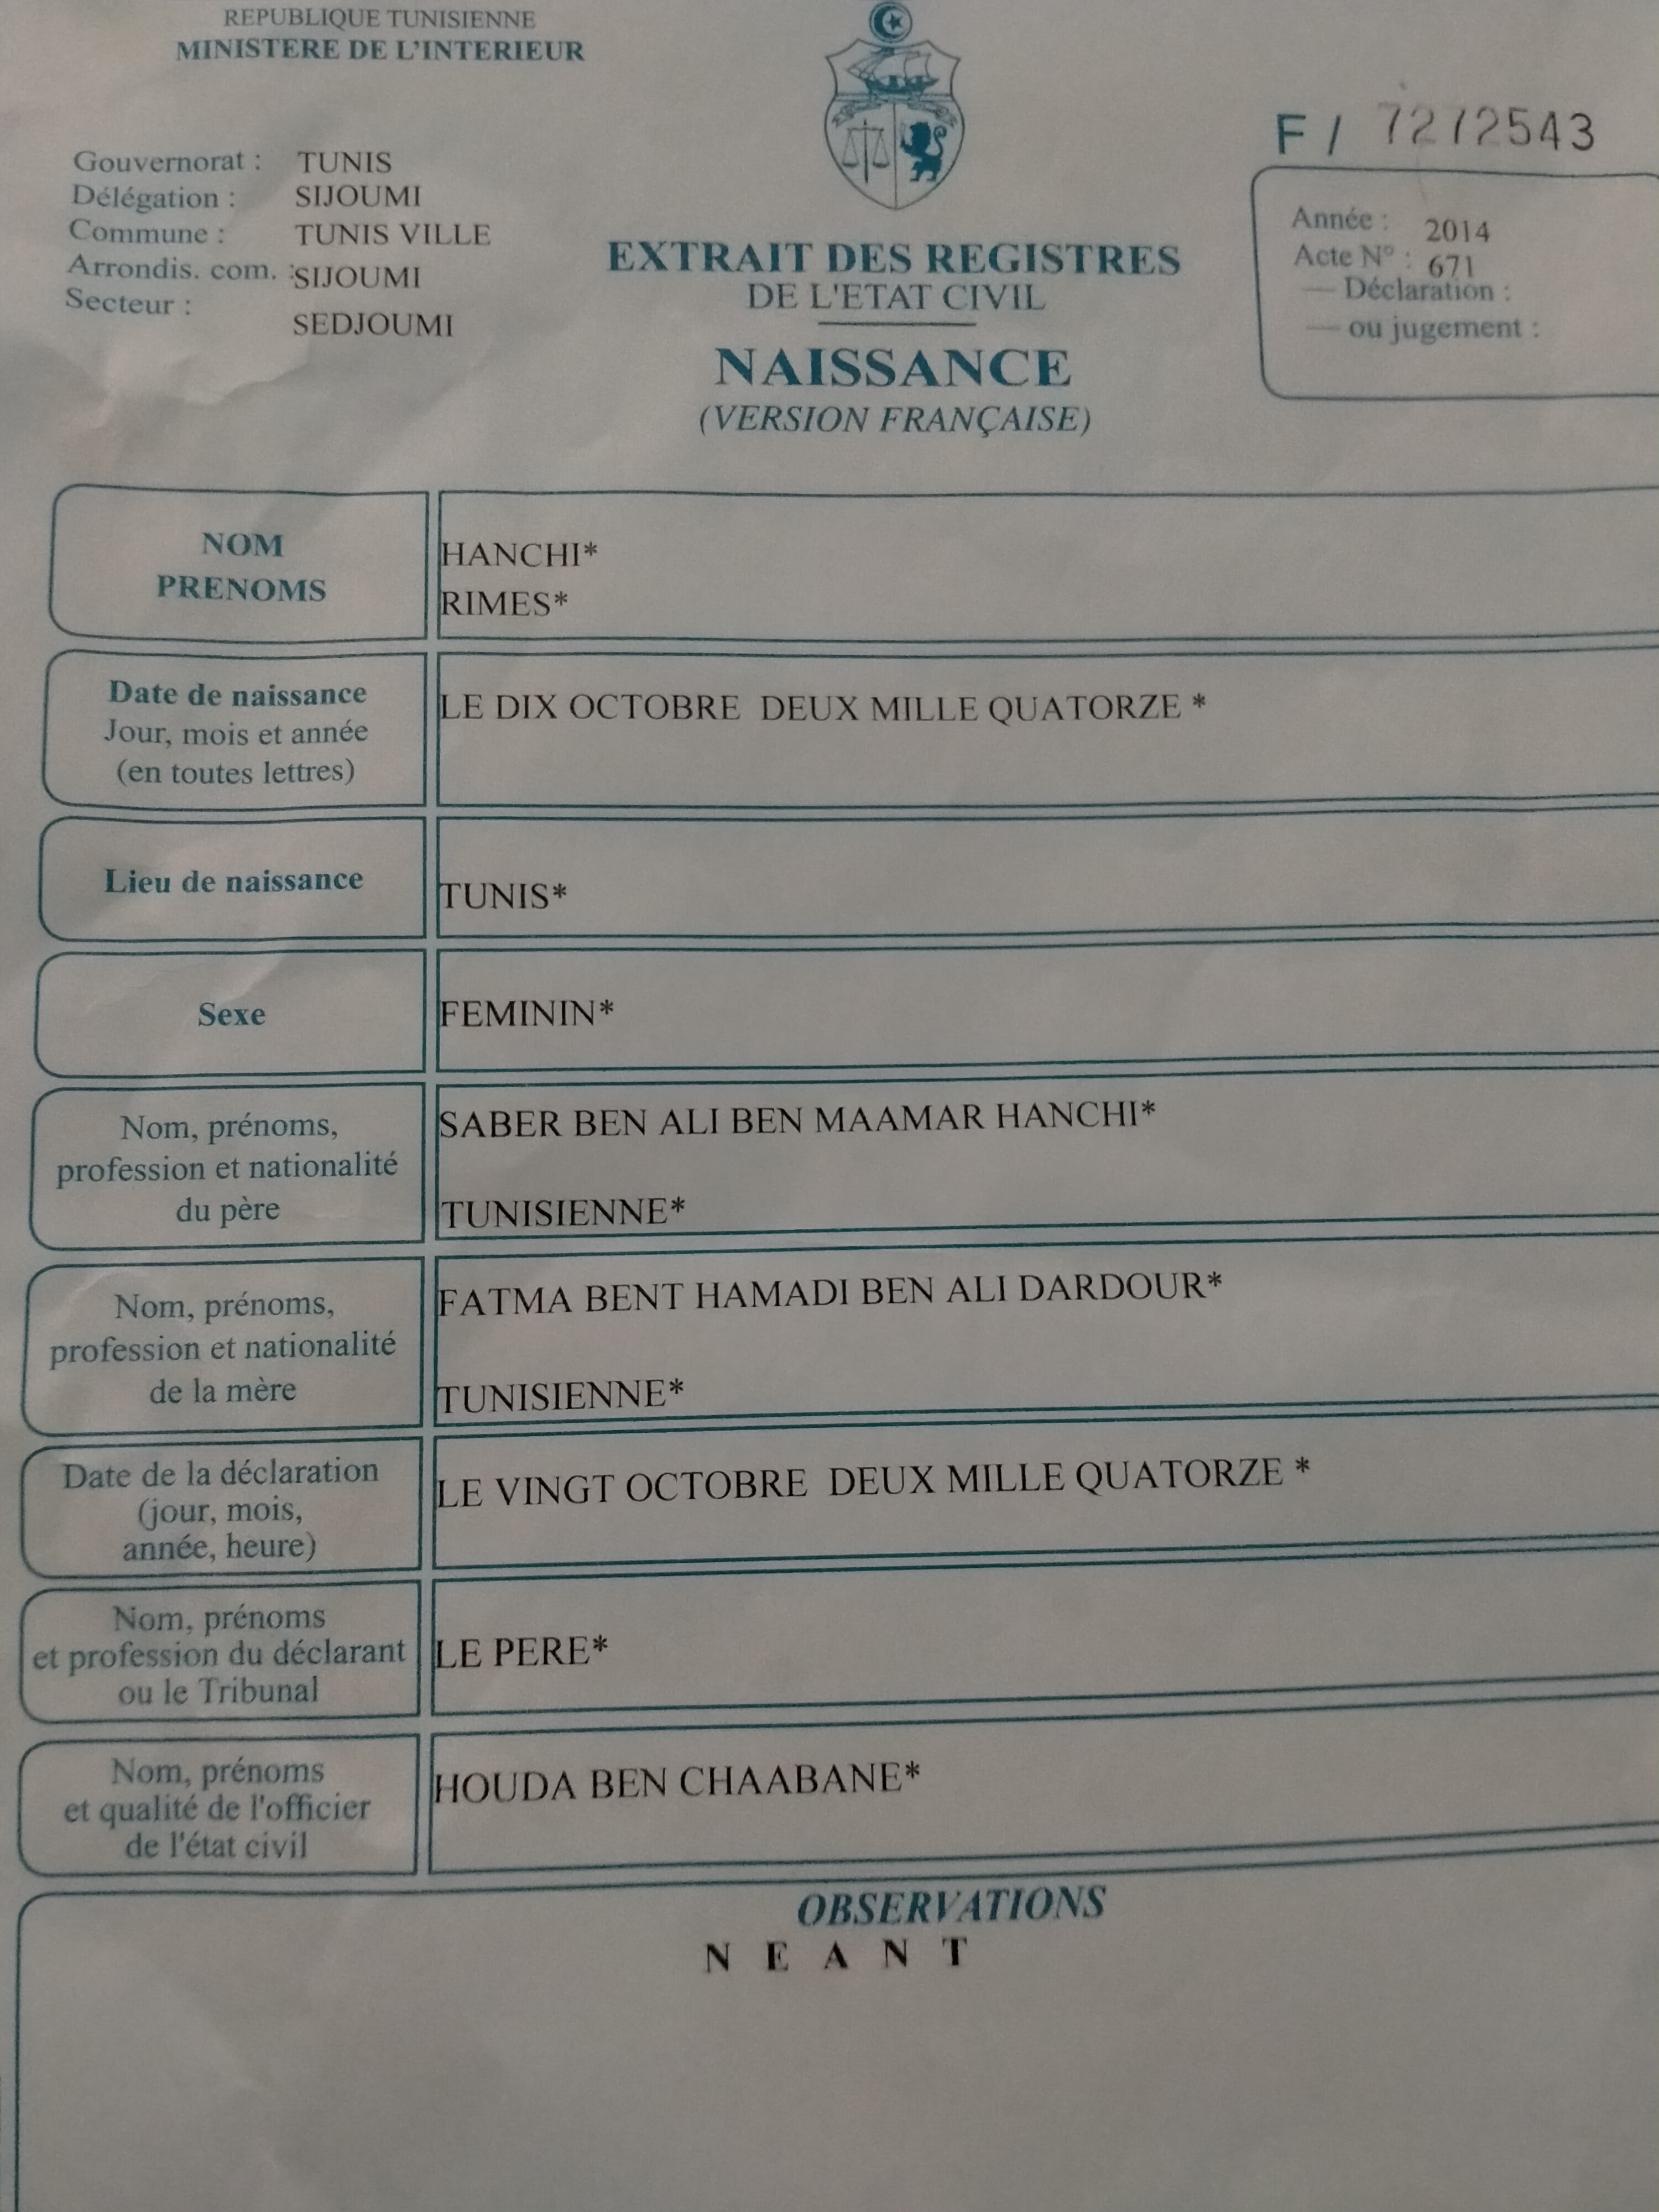 REPUBLIQUE TUNISIENNE
MINISTERE DE L'INTERIEUR
F / 7272543
Gouvernorat : TUNIS
Délégation : SIJOUMI
Commune : TUNIS VILLE
Arrondis. com. : SIJOUMI
Secteur : SEDJOUMI
EXTRAIT DES REGISTRES
DE L'ETAT CIVIL
NAISSANCE
(VERSION FRANÇAISE)
Année : 2014
Acte N° : 671
— Déclaration :
— ou jugement :
NOM
PRENOMS
HANCHI*
RIMES*
Date de naissance
Jour, mois et année
(en toutes lettres)
LE DIX OCTOBRE DEUX MILLE QUATORZE *
Lieu de naissance
TUNIS*
Sexe
FEMININ*
Nom, prénoms,
profession et nationalité
du père
SABER BEN ALI BEN MAAMAR HANCHI*
TUNISIENNE*
Nom, prénoms,
profession et nationalité
de la mère
FATMA BENT HAMADI BEN ALI DARDOUR*
TUNISIENNE*
Date de la déclaration
(jour, mois,
année, heure)
LE VINGT OCTOBRE DEUX MILLE QUATORZE *
Nom, prénoms
et profession du déclarant
ou le Tribunal
LE PERE*
Nom, prénoms
et qualité de l'officier
de l'état civil
HOUDA BEN CHAABANE*
OBSERVATIONS
N E A N T